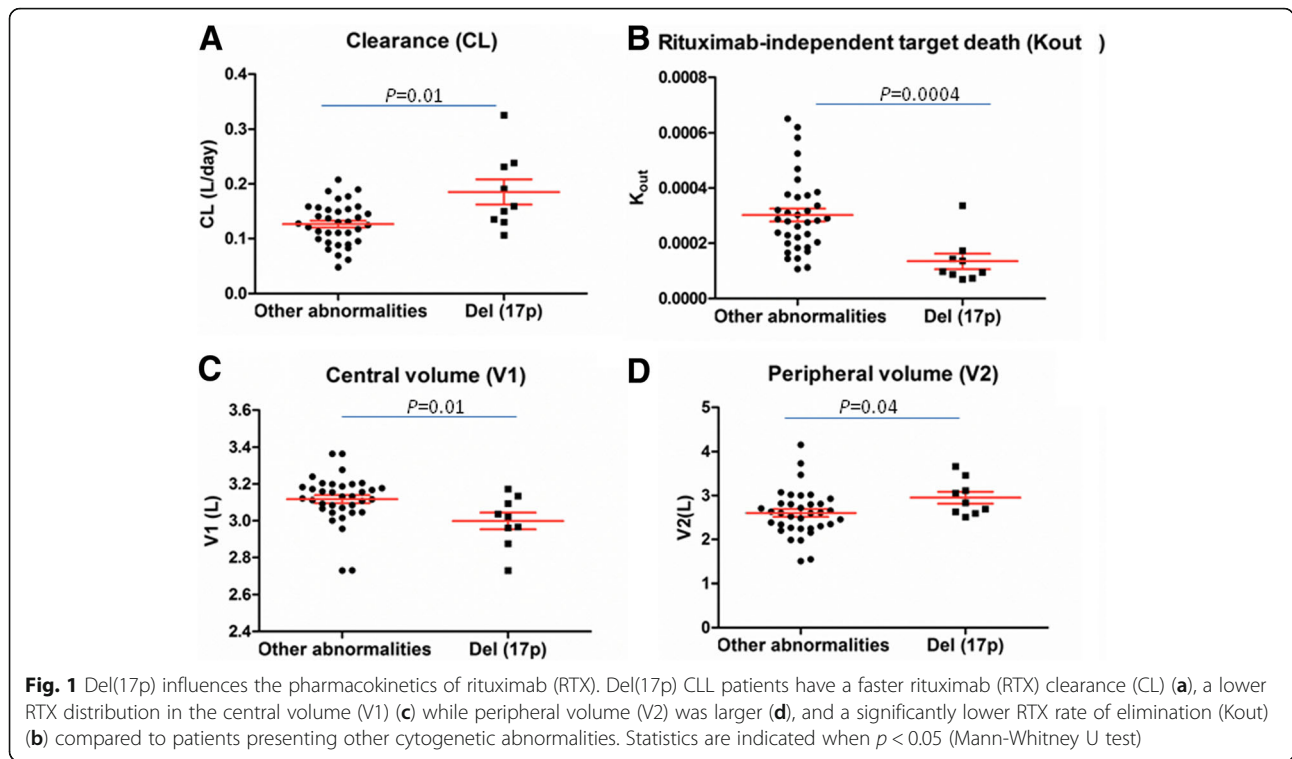 A
Clearance (CL)
P=0.01
CL (L/day)
0.4
0.3
0.2
0.1
0.0
Other abnormalities
Del (17p)
B
Rituximab-independent target death (Kout )
P=0.0004
Kout
0.0008
0.0006
0.0004
0.0002
0.0000
Other abnormalities
Del (17p)
C
Central volume (V1)
P=0.01
V1 (L)
3.6
3.4
3.2
3.0
2.8
2.6
2.4
Other abnormalities
Del (17p)
D
Peripheral volume (V2)
P=0.04
V2(L)
5
4
3
2
1
0
Other abnormalities
Del (17p)
Fig. 1 Del(17p) influences the pharmacokinetics of rituximab (RTX). Del(17p) CLL patients have a faster rituximab (RTX) clearance (CL) (a), a lower
RTX distribution in the central volume (V1) (c) while peripheral volume (V2) was larger (d), and a significantly lower RTX rate of elimination (Kout)
(b) compared to patients presenting other cytogenetic abnormalities. Statistics are indicated when p < 0.05 (Mann-Whitney U test)